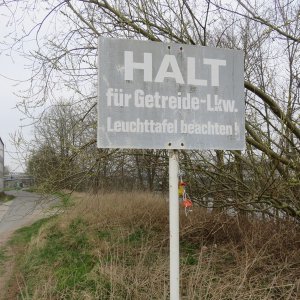 HALT
für Getreide-Lkw.
Leuchttafel beachten!